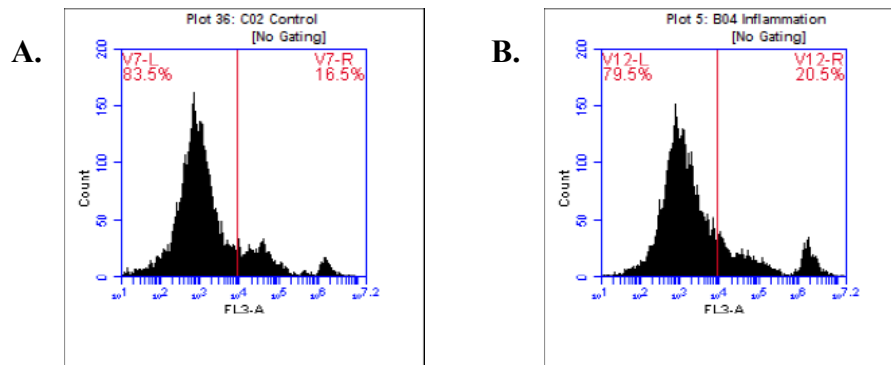 A.
Plot 36: C02 Control
[No Gating]
V7-L
83.5%
V7-R
16.5%
200
150
100
50
0
Count
10^1 10^2 10^3 10^4 10^5 10^6 10^7.2
FL3-A
B.
Plot 5: B04 Inflammation
[No Gating]
V12-L
79.5%
V12-R
20.5%
200
150
100
50
0
Count
10^1 10^2 10^3 10^4 10^5 10^6 10^7.2
FL3-A